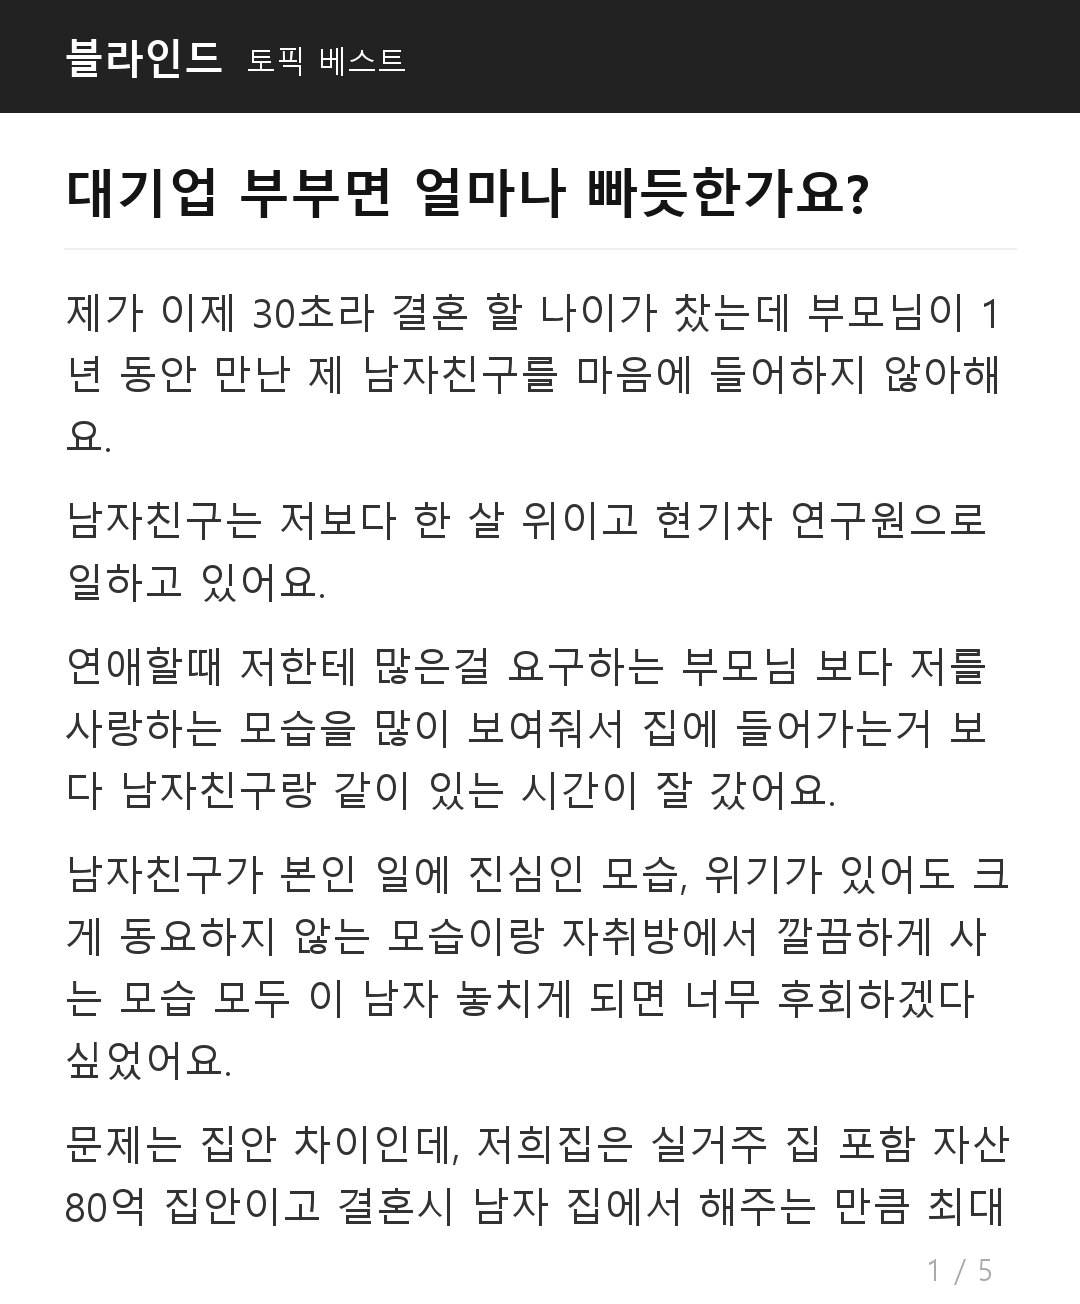 블라인드 토픽 베스트
대기업 부부면 얼마나 빠듯한가요?
제가 이제 30초라 결혼 할 나이가 찼는데 부모님이 1
년 동안 만난 제 남자친구를 마음에 들어하지 않아해
요.
남자친구는 저보다 한 살 위이고 현기차 연구원으로
일하고 있어요.
연애할때 저한테 많은걸 요구하는 부모님 보다 저를
사랑하는 모습을 많이 보여줘서 집에 들어가는거 보
다 남자친구랑 같이 있는 시간이 잘 갔어요.
남자친구가 본인 일에 진심인 모습, 위기가 있어도 크
게 동요하지 않는 모습이랑 자취방에서 깔끔하게 사
는 모습 모두 이 남자 놓치게 되면 너무 후회하겠다
싶었어요.
문제는 집안 차이인데, 저희집은 실거주 집 포함 자산
80억 집안이고 결혼시 남자 집에서 해주는 만큼 최대
1 / 5